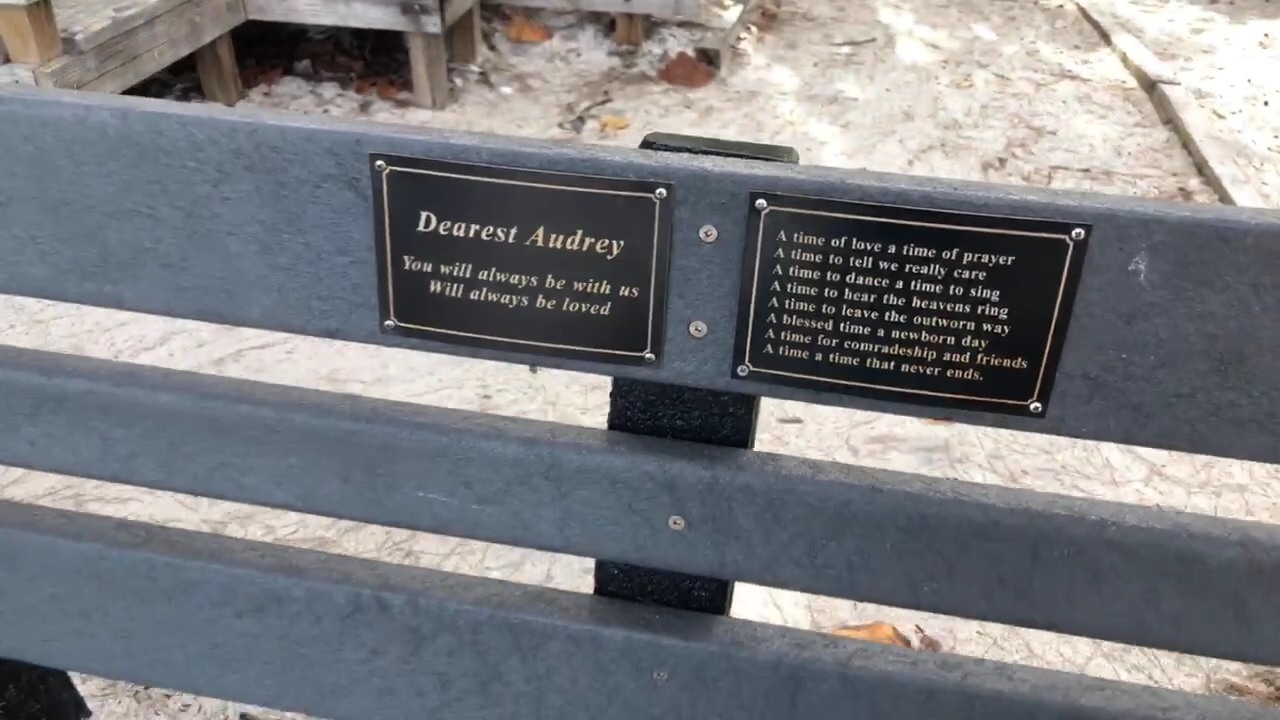 Dearest Audrey
You will always be with us
Will always be loved
A time of love a time of prayer
A time to tell we really care
A time to dance a time to sing
A time to hear the heavens ring
A time to leave the outworn way
A blessed time a newborn day
A time for comradeship and friends
A time a time that never ends.